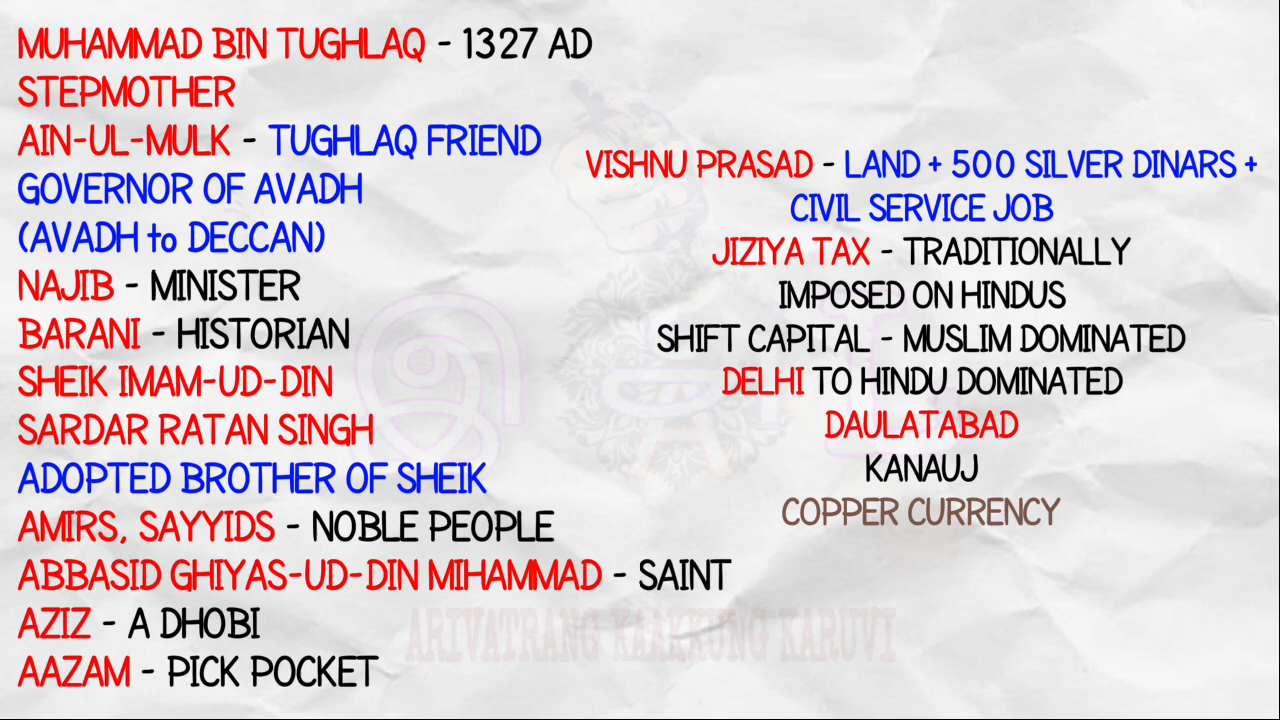 MUHAMMAD BIN TUGHLAQ - 1327 AD
STEPMOTHER
AIN-UL-MULK - TUGHLAQ FRIEND
GOVERNOR OF AVADH
(AVADH to DECCAN)
NAJIB - MINISTER
BARANI - HISTORIAN
SHEIK IMAM-UD-DIN
SARDAR RATAN SINGH
ADOPTED BROTHER OF SHEIK
AMIRS, SAYYIDS - NOBLE PEOPLE
ABBASID GHIYAS-UD-DIN MIHAMMAD - SAINT
AZIZ - A DHOBI
AAZAM - PICK POCKET
VISHNU PRASAD - LAND + 500 SILVER DINARS +
CIVIL SERVICE JOB
JIZIYA TAX - TRADITIONALLY
IMPOSED ON HINDUS
SHIFT CAPITAL - MUSLIM DOMINATED
DELHI TO HINDU DOMINATED
DAULATABAD
KANAUJ
COPPER CURRENCY
ARIVATRANG KAAKKUNG KARUVI